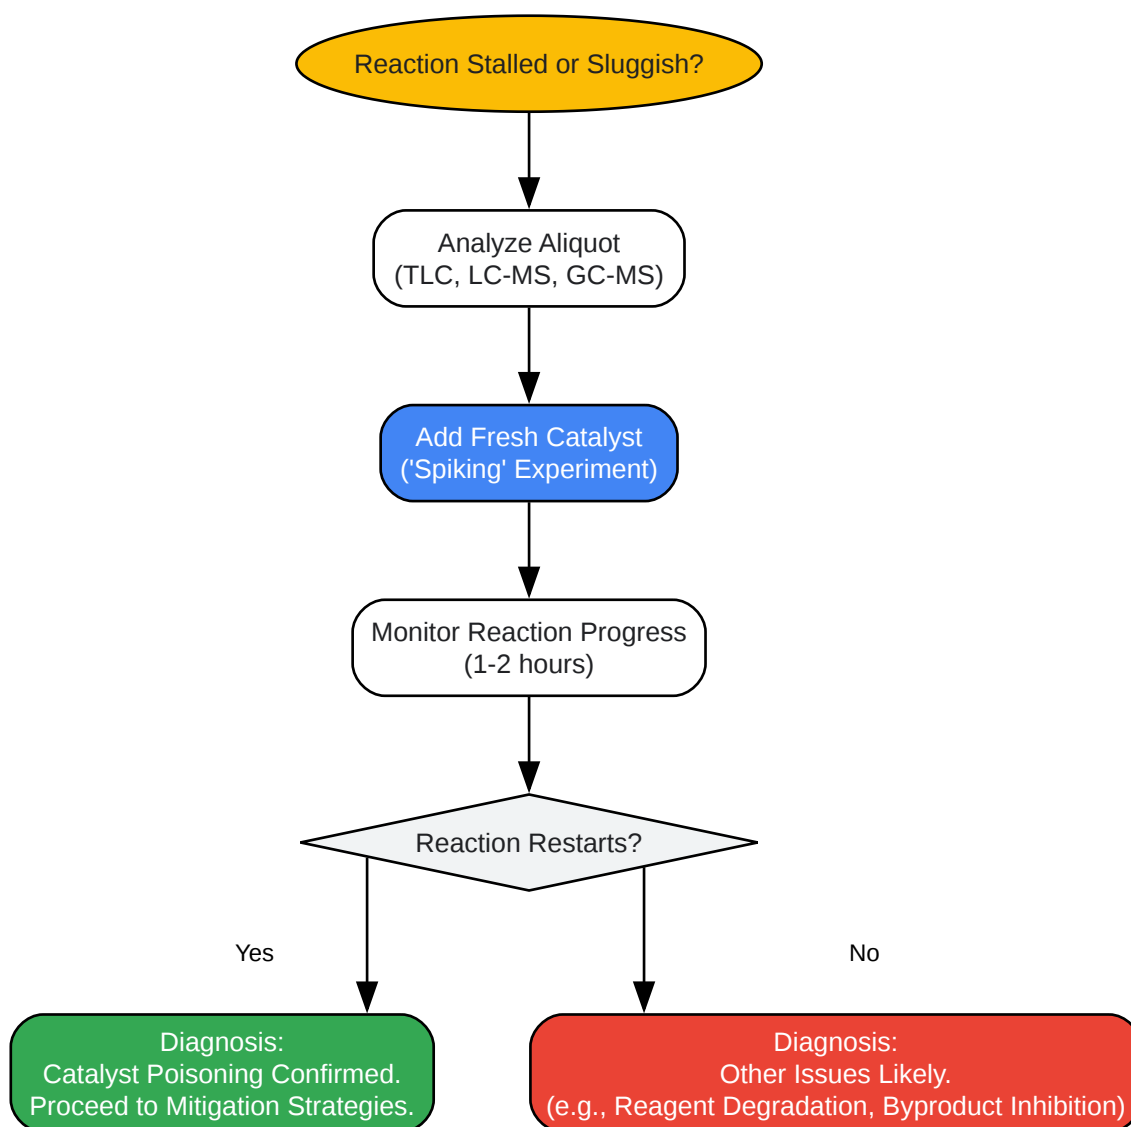 Reaction Stalled or Sluggish?
Analyze Aliquot
(TLC, LC-MS, GC-MS)
Add Fresh Catalyst
('Spiking' Experiment)
Monitor Reaction Progress
(1-2 hours)
Reaction Restarts?
Yes
No
Diagnosis:
Catalyst Poisoning Confirmed.
Proceed to Mitigation Strategies.
Diagnosis:
Other Issues Likely.
(e.g., Reagent Degradation, Byproduct Inhibition)